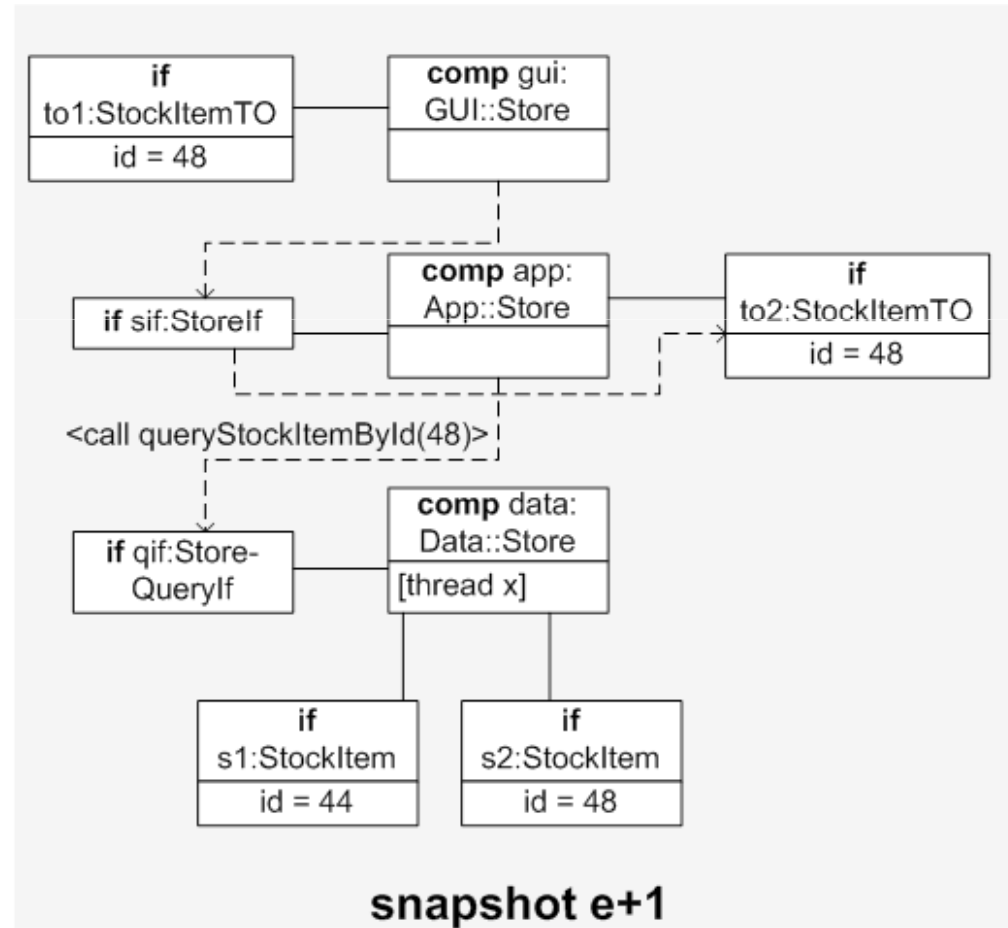 if
to1:StockItemTO
id = 48
comp gui:
GUI::Store
if sif:StoreIf
comp app:
App::Store
if
to2:StockItemTO
id = 48
<call queryStockItemById(48)>
if qif:Store-
QueryIf
comp data:
Data::Store
[thread x]
if
s1:StockItem
id = 44
if
s2:StockItem
id = 48
snapshot e+1